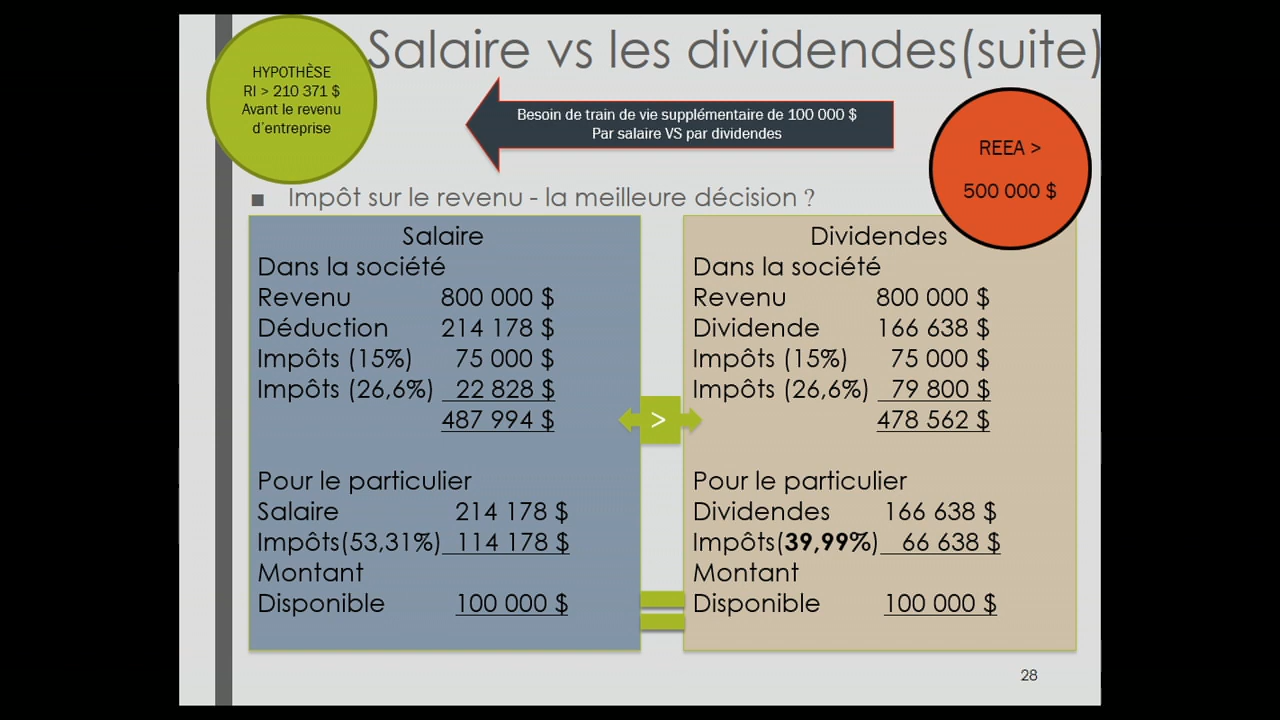 Salaire vs les dividendes(suite)
HYPOTHÈSE
RI > 210 371 $
Avant le revenu
d'entreprise
Besoin de train de vie supplémentaire de 100 000 $
Par salaire VS par dividendes
REEA >
500 000 $
■ Impôt sur le revenu - la meilleure décision ?
Salaire
Dans la société
Revenu 800 000 $
Déduction 214 178 $
Impôts (15%) 75 000 $
Impôts (26,6%) 22 828 $
487 994 $
Pour le particulier
Salaire 214 178 $
Impôts(53,31%) 114 178 $
Montant
Disponible 100 000 $
>
Dividendes
Dans la société
Revenu 800 000 $
Dividende 166 638 $
Impôts (15%) 75 000 $
Impôts (26,6%) 79 800 $
478 562 $
Pour le particulier
Dividendes 166 638 $
Impôts(39,99%) 66 638 $
Montant
Disponible 100 000 $
28